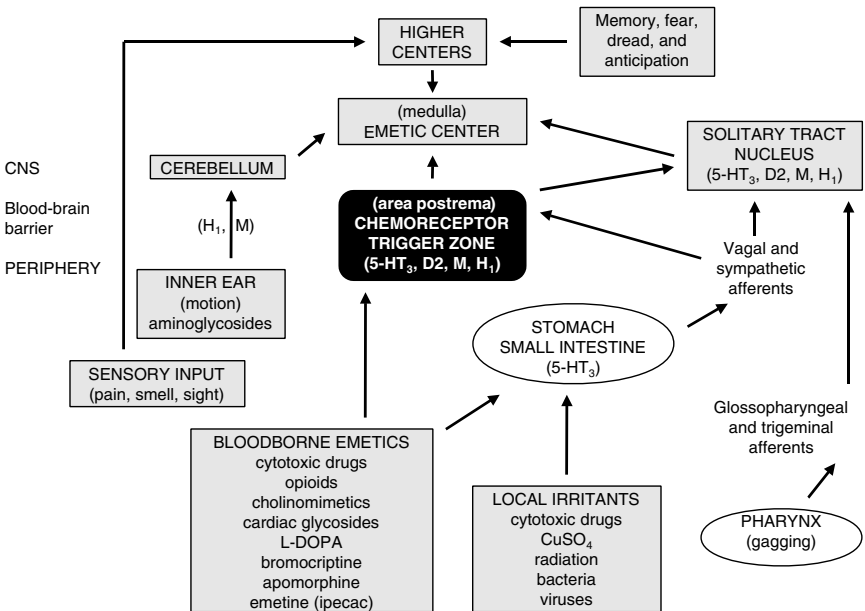 HIGHER
CENTERS
Memory, fear,
dread, and
anticipation
(medulla)
EMETIC CENTER
SOLITARY TRACT
NUCLEUS
(5-HT₃, D2, M, H₁)
CNS
CEREBELLUM
Blood-brain
barrier
(H₁, M)
(area postrema)
CHEMORECEPTOR
TRIGGER ZONE
(5-HT₃, D2, M, H₁)
PERIPHERY
INNER EAR
(motion)
aminoglycosides
Vagal and
sympathetic
afferents
STOMACH
SMALL INTESTINE
(5-HT₃)
SENSORY INPUT
(pain, smell, sight)
Glossopharyngeal
and trigeminal
afferents
BLOODBORNE EMETICS
cytotoxic drugs
opioids
cholinomimetics
cardiac glycosides
L-DOPA
bromocriptine
apomorphine
emetine (ipecac)
LOCAL IRRITANTS
cytotoxic drugs
CuSO₄
radiation
bacteria
viruses
PHARYNX
(gagging)